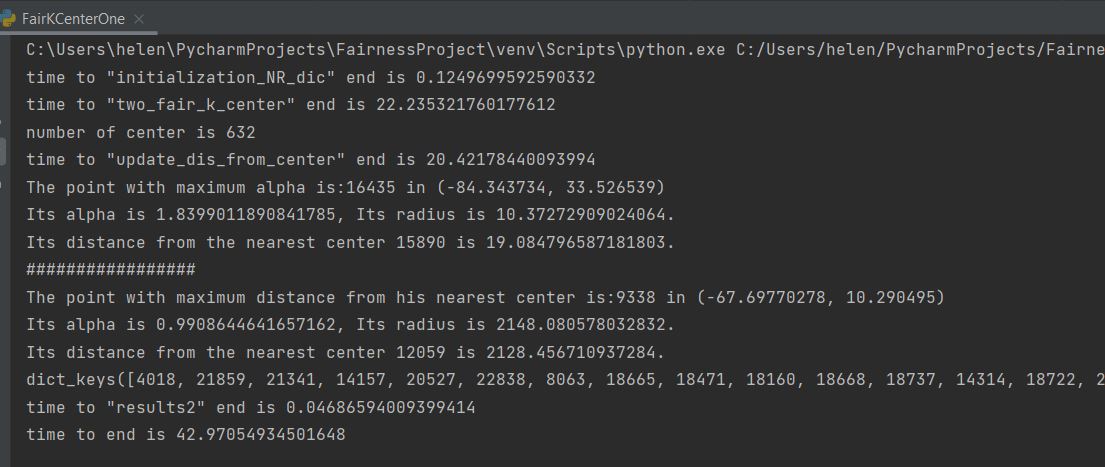 FairKCenterOne
C:\Users\helen\PycharmProjects\FairnessProject\venv\Scripts\python.exe C:/Users/helen/PycharmProjects/Fairne
time to "initialization_NR_dic" end is 0.1249699592590332
time to "two_fair_k_center" end is 22.235321760177612
number of center is 632
time to "update_dis_from_center" end is 20.42178440093994
The point with maximum alpha is:16435 in (-84.343734, 33.526539)
Its alpha is 1.8399011890841785, Its radius is 10.37272909024064.
Its distance from the nearest center 15890 is 19.084796587181803.
#################
The point with maximum distance from his nearest center is:9338 in (-67.69770278, 10.290495)
Its alpha is 0.9908644641657162, Its radius is 2148.080578032832.
Its distance from the nearest center 12059 is 2128.456710937284.
dict_keys([4018, 21859, 21341, 14157, 20527, 22838, 8063, 18665, 18471, 18160, 18668, 18737, 14314, 18722, 2
time to "results2" end is 0.04686594009399414
time to end is 42.97054934501648